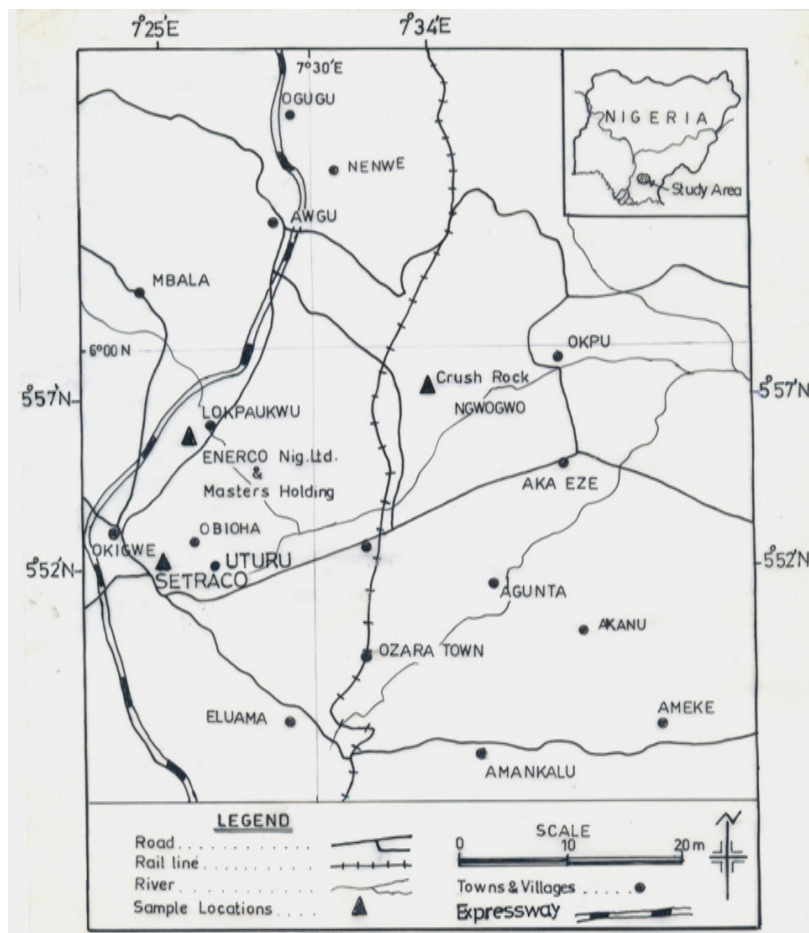 7°25'E
7°34'E
7°30'E
OGUGU
NENWE
AWGU
MBALA
NIGERIA
Study Area
6°00 N
5°57'N
5°57'N
OKPU
Crush Rock
NGWOGWO
LOKPAUKWU
ENERCO Nig.Ltd.
&
Masters Holding
AKA EZE
OBIOHA
OKIGWE
UTURU
SETRACO
5°52'N
5°52'N
AGUNTA
AKANU
OZARA TOWN
ELUAMA
AMEKE
AMANKALU
LEGEND
Road..........
Rail line..........
River..........
Sample Locations....
SCALE
0 10 20 m
Towns & Villages .....
Expressway